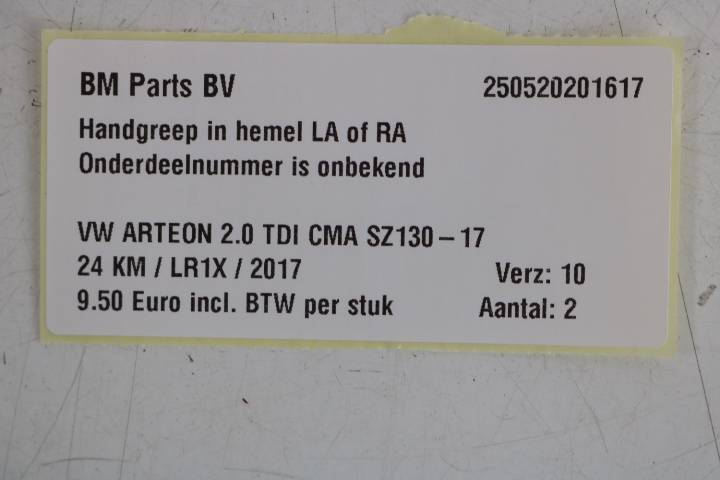 BM Parts BV 250520201617
Handgreep in hemel LA of RA
Onderdeelnummer is onbekend
VW ARTEON 2.0 TDI CMA SZ130-17
24 KM / LR1X / 2017 Verz: 10
9.50 Euro incl. BTW per stuk Aantal: 2